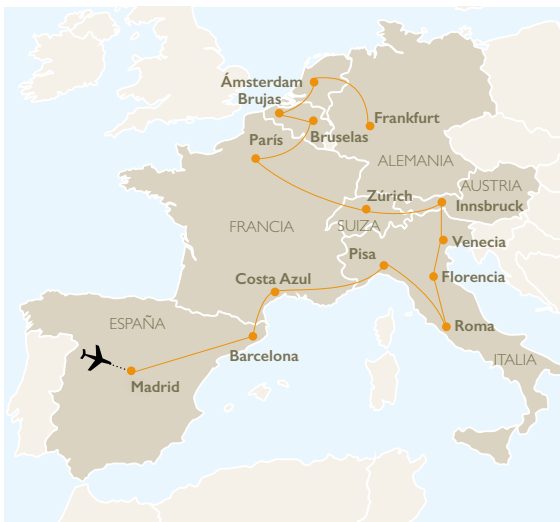 Ámsterdam
Brujas
Frankfurt
París
Bruselas
ALEMANIA
Zúrich
AUSTRIA
Innsbruck
FRANCIA
SUIZA
Venecia
Pisa
Costa Azul
Florencia
ESPAÑA
Roma
Barcelona
ITALIA
Madrid